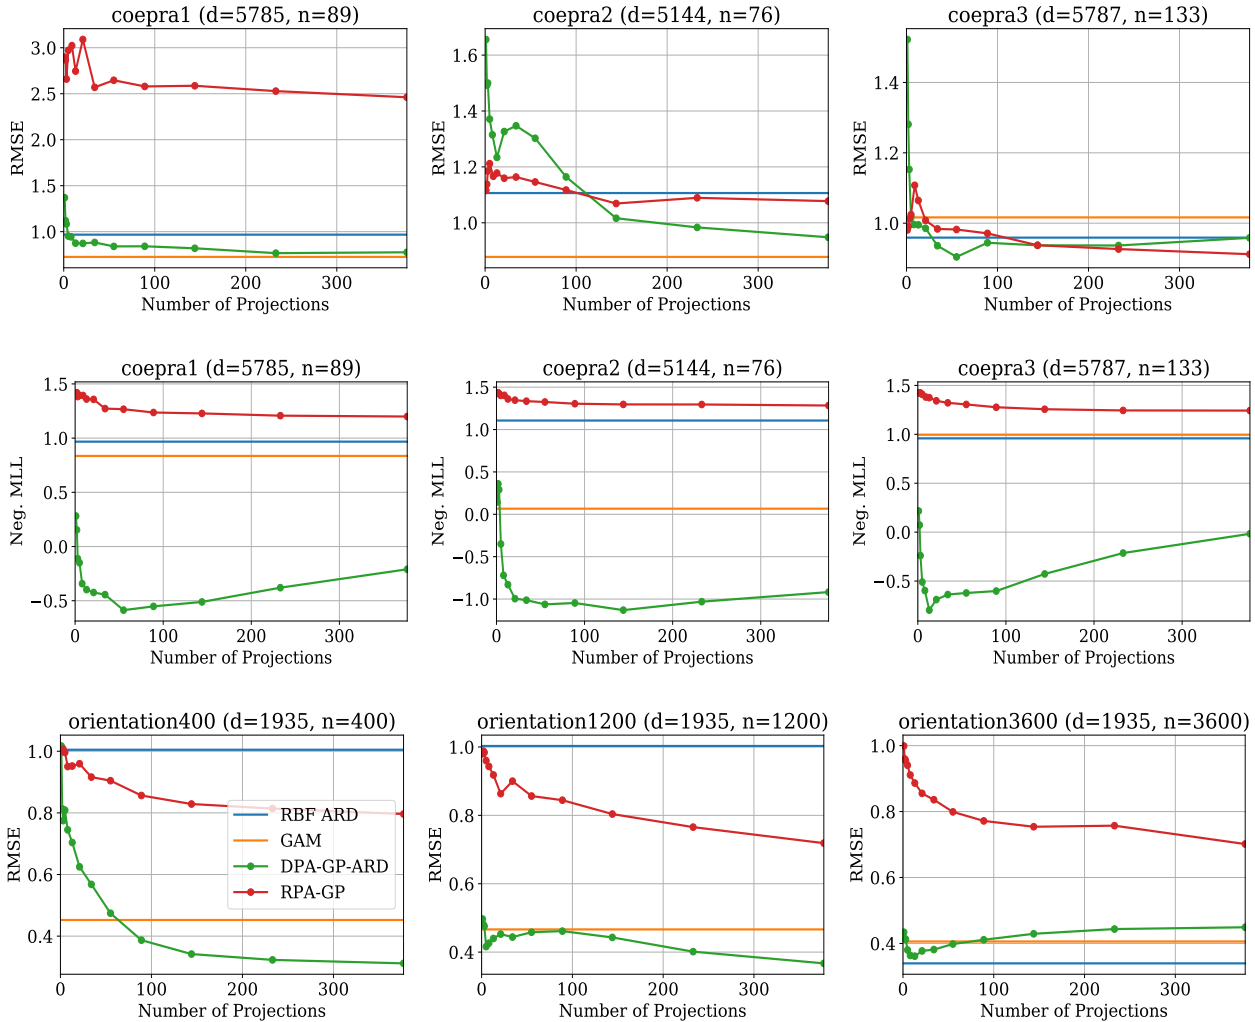 coepra1 (d=5785, n=89)
coepra2 (d=5144, n=76)
coepra3 (d=5787, n=133)
RMSE
3.0
2.5
2.0
1.5
1.0
0 100 200 300
Number of Projections
RMSE
1.6
1.4
1.2
1.0
0 100 200 300
Number of Projections
RMSE
1.4
1.2
1.0
0 100 200 300
Number of Projections
coepra1 (d=5785, n=89)
coepra2 (d=5144, n=76)
coepra3 (d=5787, n=133)
Neg. MLL
1.5
1.0
0.5
0.0
−0.5
0 100 200 300
Number of Projections
Neg. MLL
1.5
1.0
0.5
0.0
−0.5
−1.0
0 100 200 300
Number of Projections
Neg. MLL
1.5
1.0
0.5
0.0
−0.5
0 100 200 300
Number of Projections
orientation400 (d=1935, n=400)
orientation1200 (d=1935, n=1200)
orientation3600 (d=1935, n=3600)
RMSE
1.0
0.8
0.6
0.4
RBF ARD
GAM
DPA-GP-ARD
RPA-GP
0 100 200 300
Number of Projections
RMSE
1.0
0.8
0.6
0.4
0 100 200 300
Number of Projections
RMSE
1.0
0.8
0.6
0.4
0 100 200 300
Number of Projections